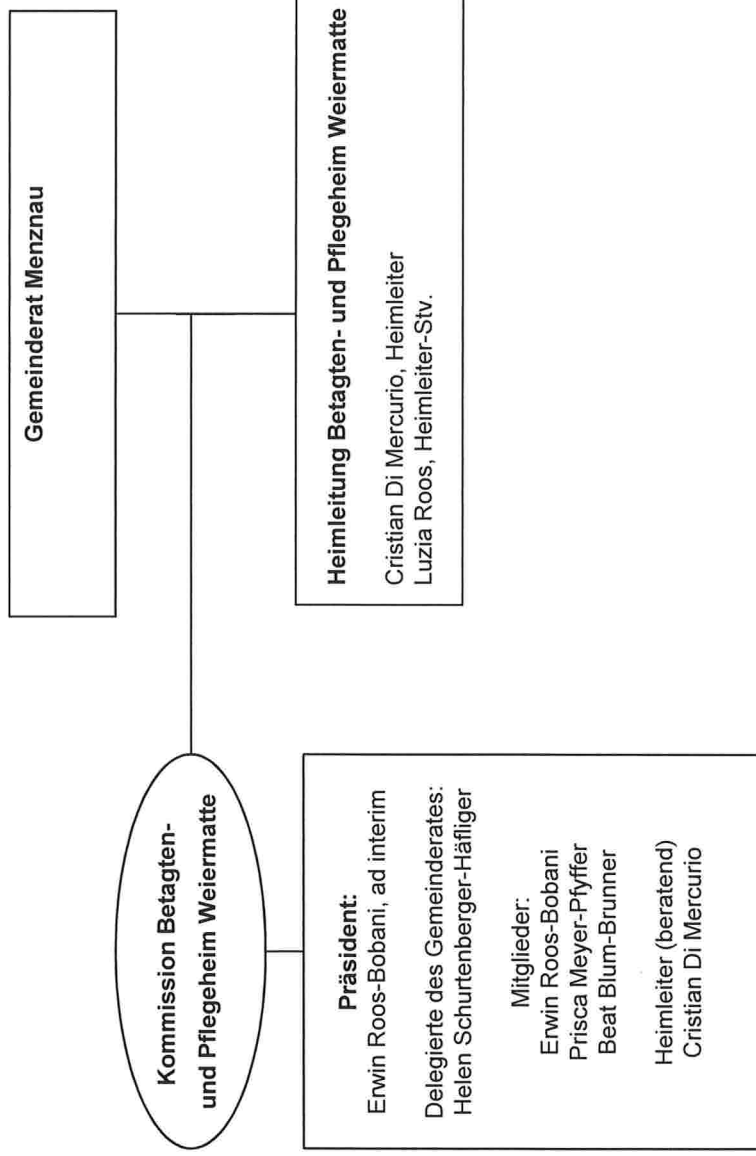 Gemeinderat Menznau
Kommission Betagten-
und Pflegeheim Weiermatte
Heimleitung Betagten- und Pflegeheim Weiermatte
Cristian Di Mercurio, Heimleiter
Luzia Roos, Heimleiter-Stv.
Präsident:
Erwin Roos-Bobani, ad interim
Delegierte des Gemeinderates:
Helen Schurtenberger-Häfliger
Mitglieder:
Erwin Roos-Bobani
Prisca Meyer-Pfyffer
Beat Blum-Brunner
Heimleiter (beratend)
Cristian Di Mercurio